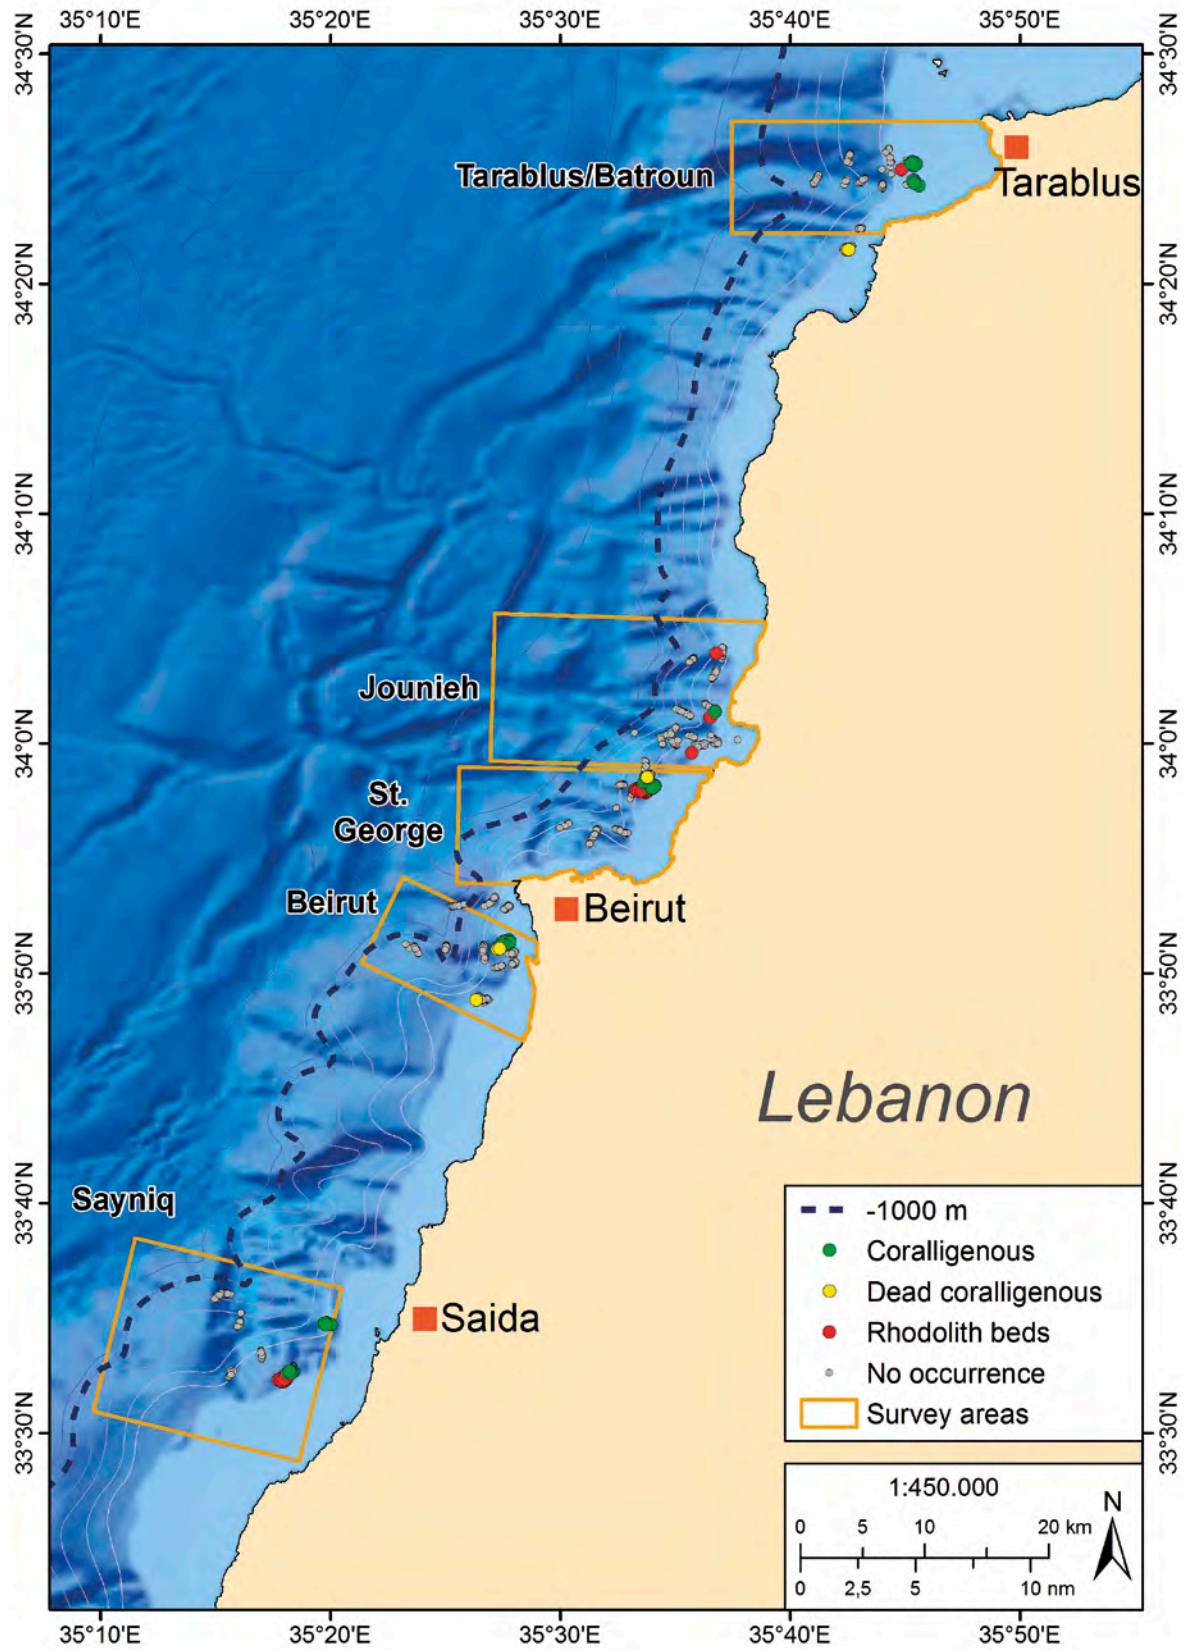 35°10'E
35°20'E
35°30'E
35°40'E
35°50'E
34°30'N
34°30'N
Tarablus/Batroun
Tarablus
34°20'N
34°20'N
34°10'N
34°10'N
Jounieh
34°0'N
34°0'N
St.
George
Beirut
Beirut
33°50'N
33°50'N
Lebanon
Sayniq
33°40'N
33°40'N
-1000 m
Coralligenous
Dead coralligenous
Saida
Rhodolith beds
No occurrence
Survey areas
33°30'N
33°30'N
1:450.000
N
0 5 10 20 km
0 2,5 5 10 nm
35°10'E
35°20'E
35°30'E
35°40'E
35°50'E